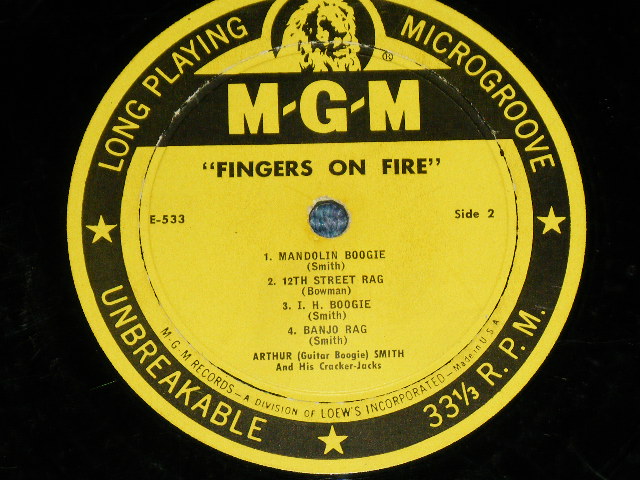 LONG PLAYING MICROGROOVE
®
M-G-M
"FINGERS ON FIRE"
E-533
Side 2
1. MANDOLIN BOOGIE
(Smith)
2. 12TH STREET RAG
(Bowman)
3. I. H. BOOGIE
(Smith)
4. BANJO RAG
(Smith)
ARTHUR (Guitar Boogie) SMITH
And His Cracker-Jacks
M-G-M RECORDS—A DIVISION OF LOEW'S INCORPORATED—Made in U.S.A
UNBREAKABLE
33⅓ R.P.M.